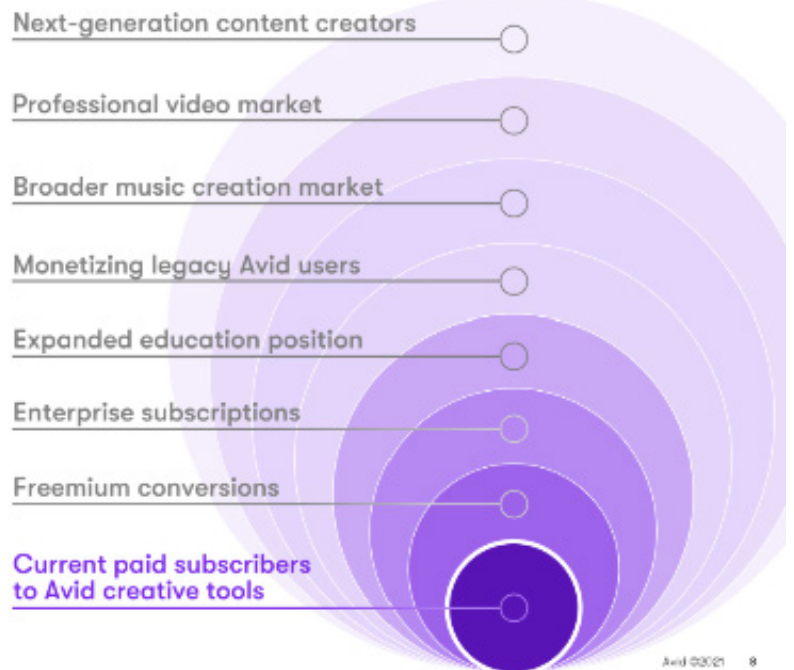 Next-generation content creators
Professional video market
Broader music creation market
Monetizing legacy Avid users
Expanded education position
Enterprise subscriptions
Freemium conversions
Current paid subscribers
to Avid creative tools
Avid ©2021 8